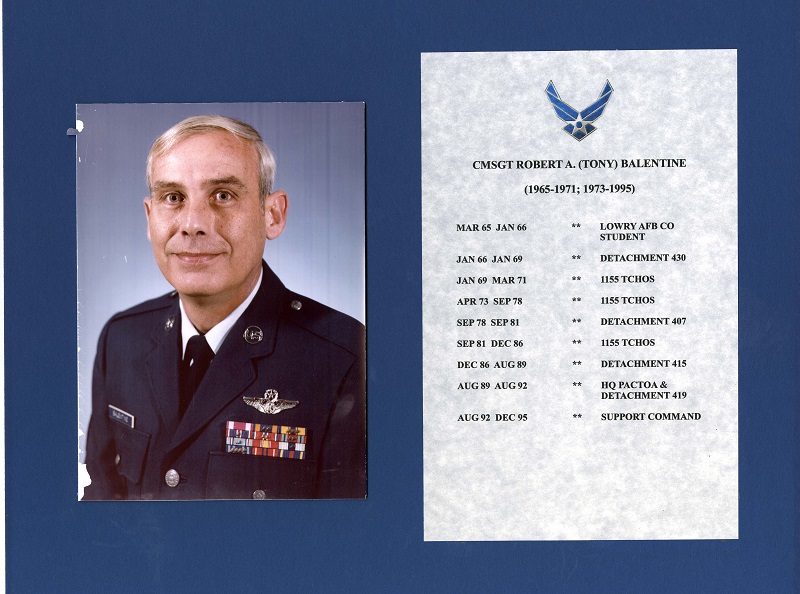 CMSGT ROBERT A. (TONY) BALENTINE
(1965-1971; 1973-1995)
MAR 65 JAN 66 ** LOWRY AFB CO
STUDENT
JAN 66 JAN 69 ** DETACHMENT 430
JAN 69 MAR 71 ** 1155 TCHOS
APR 73 SEP 78 ** 1155 TCHOS
SEP 78 SEP 81 ** DETACHMENT 407
SEP 81 DEC 86 ** 1155 TCHOS
DEC 86 AUG 89 ** DETACHMENT 415
AUG 89 AUG 92 ** HQ PACTOA &
DETACHMENT 419
AUG 92 DEC 95 ** SUPPORT COMMAND